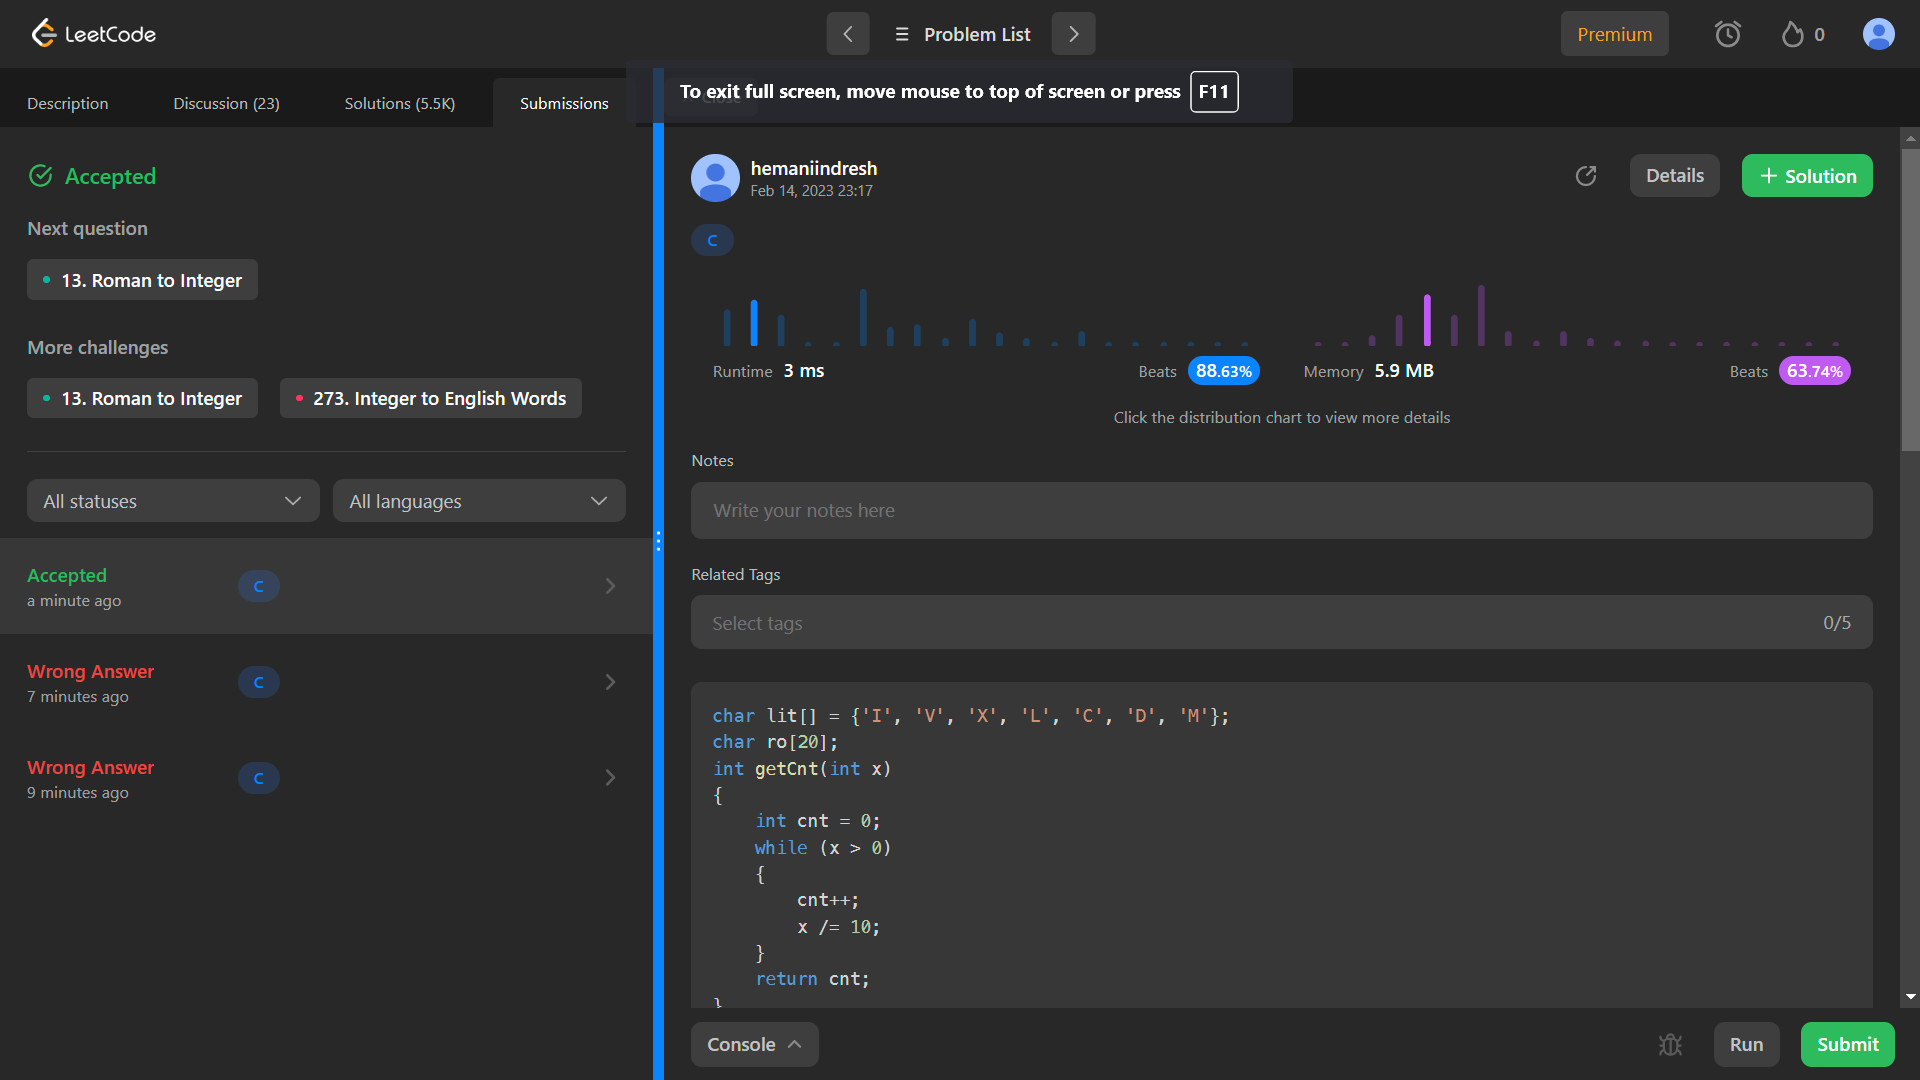 LeetCode
Problem List
Premium
0
Description
Discussion (23)
Solutions (5.5K)
Submissions
Close
To exit full screen, move mouse to top of screen or press F11
Accepted
Next question
13. Roman to Integer
More challenges
13. Roman to Integer
273. Integer to English Words
All statuses
All languages
Accepted
a minute ago
C
Wrong Answer
7 minutes ago
C
Wrong Answer
9 minutes ago
C
hemaniindresh
Feb 14, 2023 23:17
Details
+ Solution
C
Runtime 3 ms
Beats 88.63%
Memory 5.9 MB
Beats 63.74%
Click the distribution chart to view more details
Notes
Write your notes here
Related Tags
Select tags
0/5
char lit[] = {'I', 'V', 'X', 'L', 'C', 'D', 'M'};
char ro[20];
int getCnt(int x)
{
    int cnt = 0;
    while (x > 0)
    {
        cnt++;
        x /= 10;
    }
    return cnt;
}
Console
Run
Submit